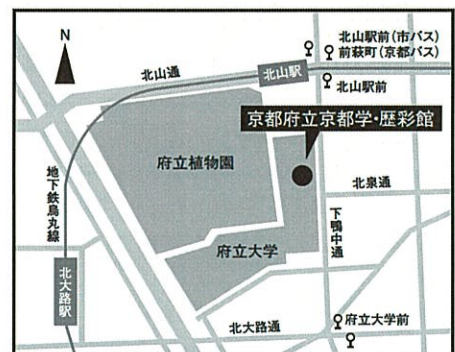 N
北山駅前(市バス)
前萩町(京都バス)
北山通
北山駅
北山駅前
京都府立京都学・歴彩館
府立植物園
北泉通
地下鉄烏丸線
下鴨中通
府立大学
北大路駅
北大路通
府立大学前